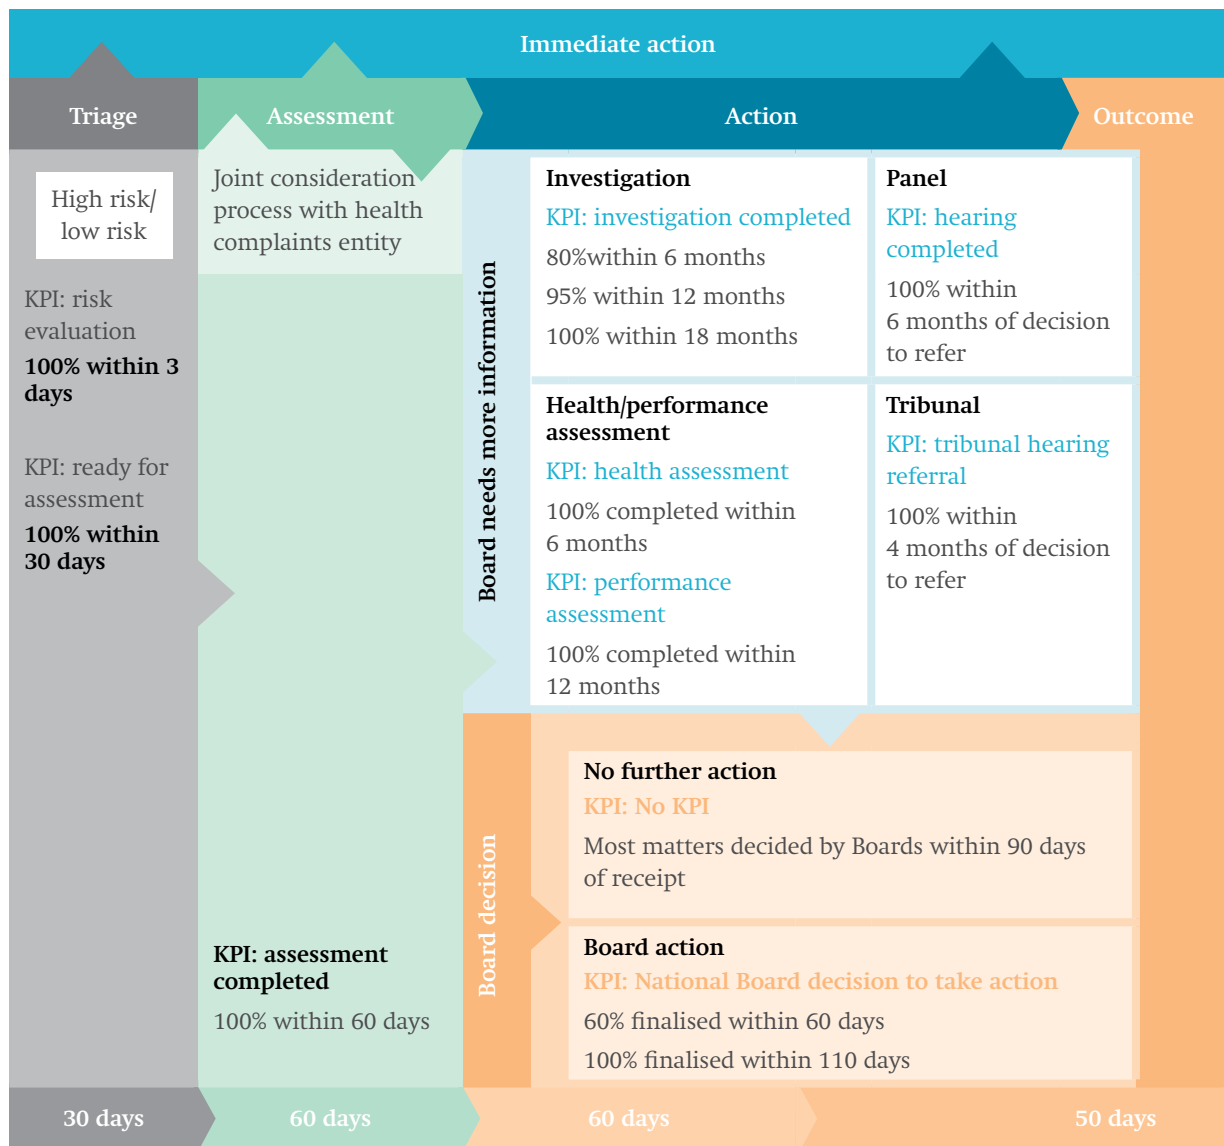 Immediate action
Triage
Assessment
Action
Outcome
High risk/
low risk
KPI: risk
evaluation
100% within 3
days
KPI: ready for
assessment
100% within
30 days
Joint consideration
process with health
complaints entity
KPI: assessment
completed
100% within 60 days
Board needs more information
Investigation
KPI: investigation completed
80%within 6 months
95% within 12 months
100% within 18 months
Panel
KPI: hearing
completed
100% within
6 months of decision
to refer
Health/performance
assessment
KPI: health assessment
100% completed within
6 months
KPI: performance
assessment
100% completed within
12 months
Tribunal
KPI: tribunal hearing
referral
100% within
4 months of decision
to refer
Board decision
No further action
KPI: No KPI
Most matters decided by Boards within 90 days
of receipt
Board action
KPI: National Board decision to take action
60% finalised within 60 days
100% finalised within 110 days
30 days
60 days
60 days
50 days